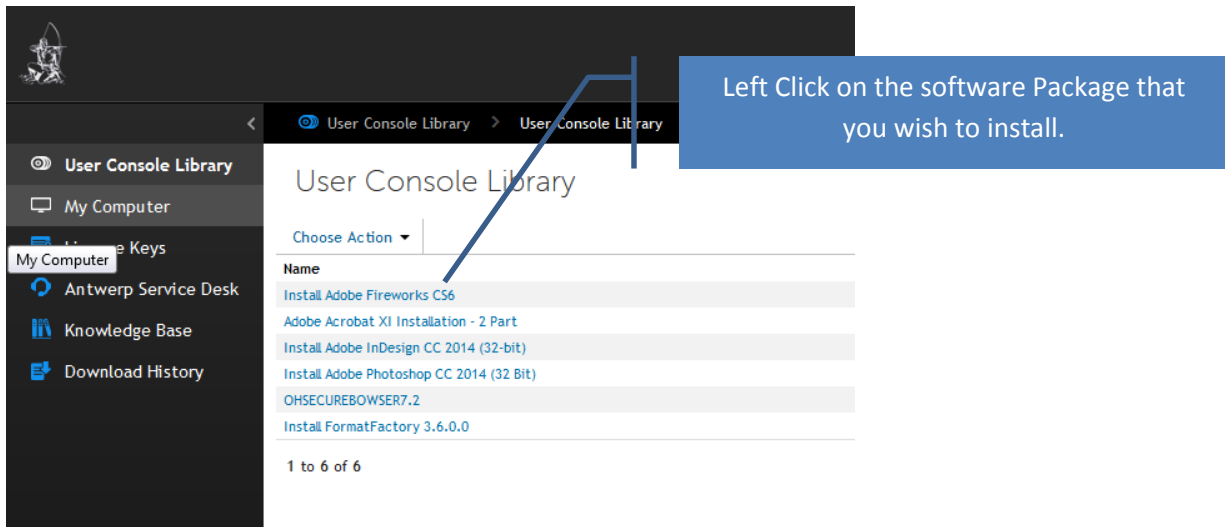 Left Click on the software Package that
you wish to install.
User Console Library > User Console Library
User Console Library
My Computer
Keys
My Computer
Antwerp Service Desk
Knowledge Base
Download History
User Console Library
Choose Action
Name
Install Adobe Fireworks CS6
Adobe Acrobat XI Installation - 2 Part
Install Adobe InDesign CC 2014 (32-bit)
Install Adobe Photoshop CC 2014 (32 Bit)
OHSECUREBOWSER7.2
Install FormatFactory 3.6.0.0
1 to 6 of 6